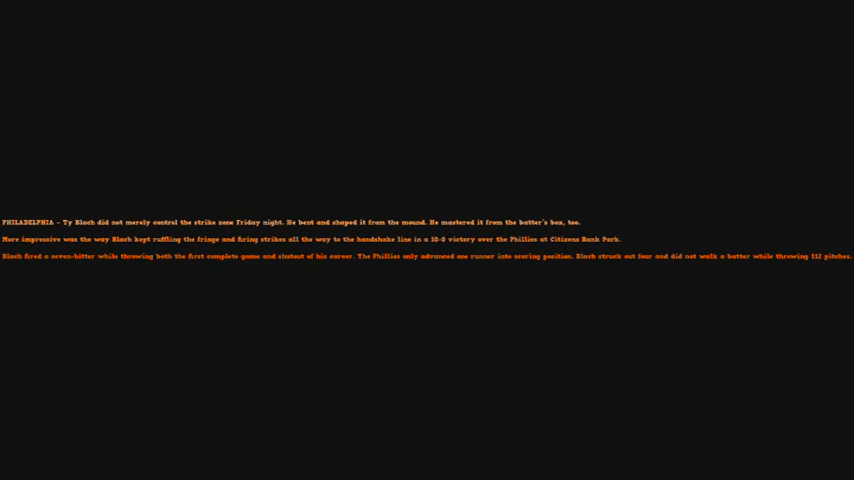 PHILADELPHIA – Ty Blach did not merely control the strike zone Friday night. He bent and shaped it from the mound. He mastered it from the batter's box, too.
More impressive was the way Blach kept ruffling the fringe and firing strikes all the way to the handshake line in a 10-0 victory over the Phillies at Citizens Bank Park.
Blach fired a seven-hitter while throwing both the first complete game and shutout of his career. The Phillies only advanced one runner into scoring position. Blach struck out four and did not walk a batter while throwing 112 pitches.